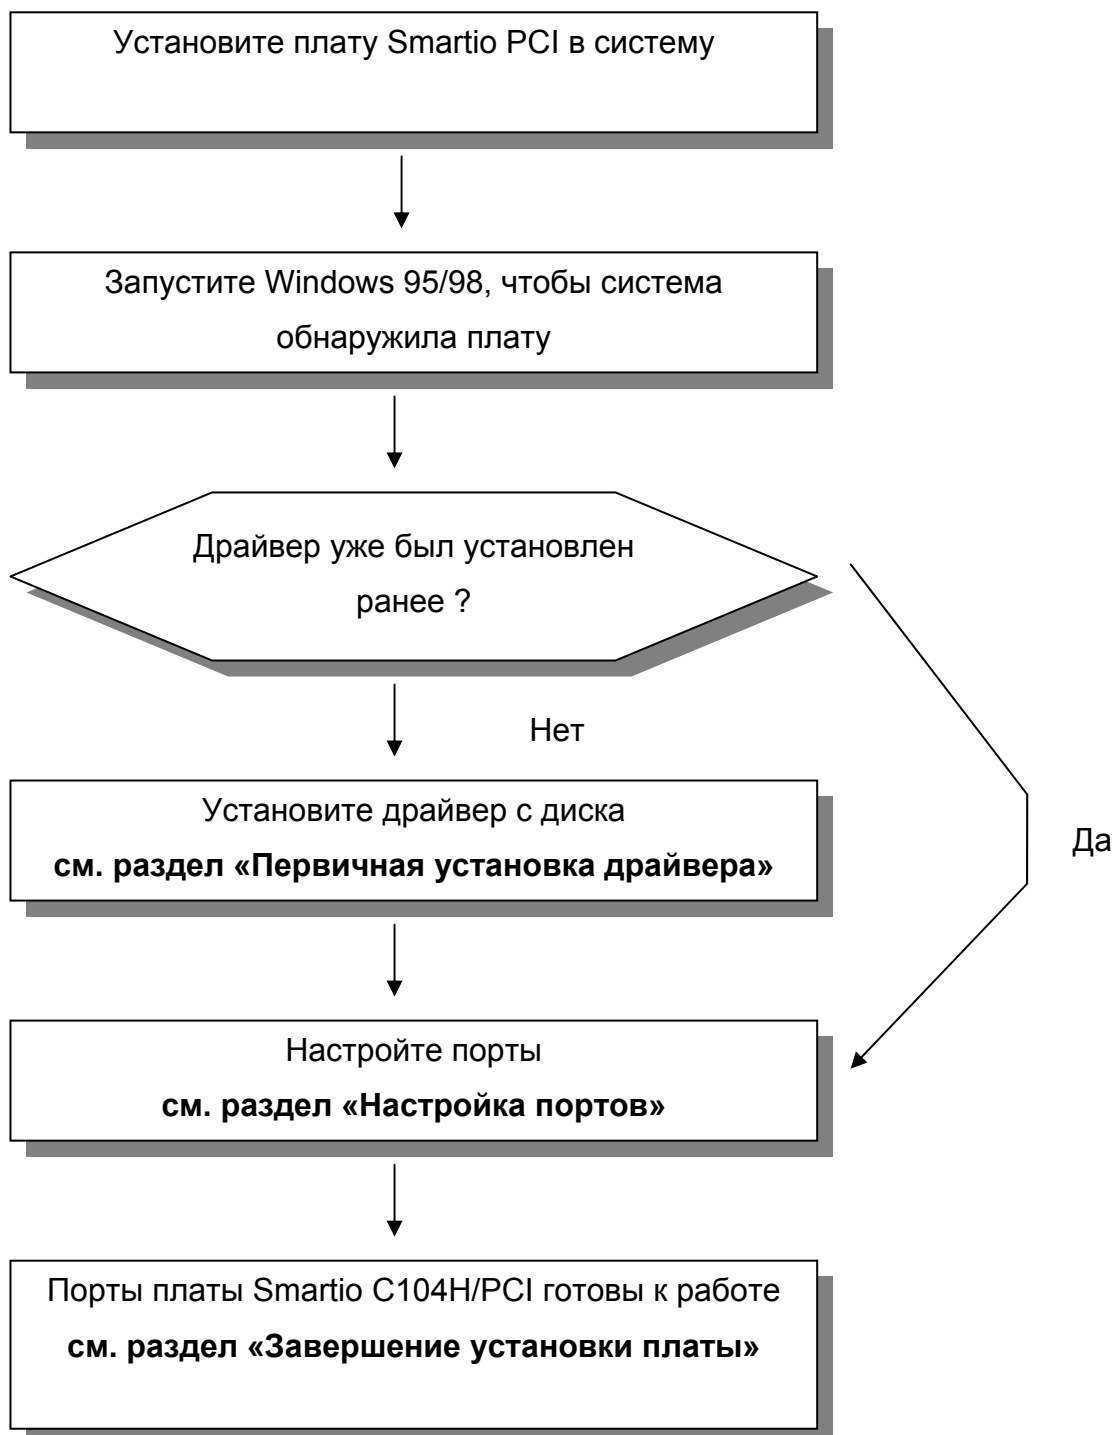 Установите плату Smartio PCI в систему
Запустите Windows 95/98, чтобы система
обнаружила плату
Драйвер уже был установлен
ранее ?
Нет
Установите драйвер с диска
см. раздел «Первичная установка драйвера»
Да
Настройте порты
см. раздел «Настройка портов»
Порты платы Smartio C104H/PCI готовы к работе
см. раздел «Завершение установки платы»